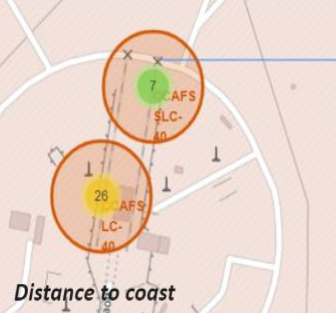 7
CCAFS
SLC-
40
26
CCAFS
LC-
40
Distance to coast